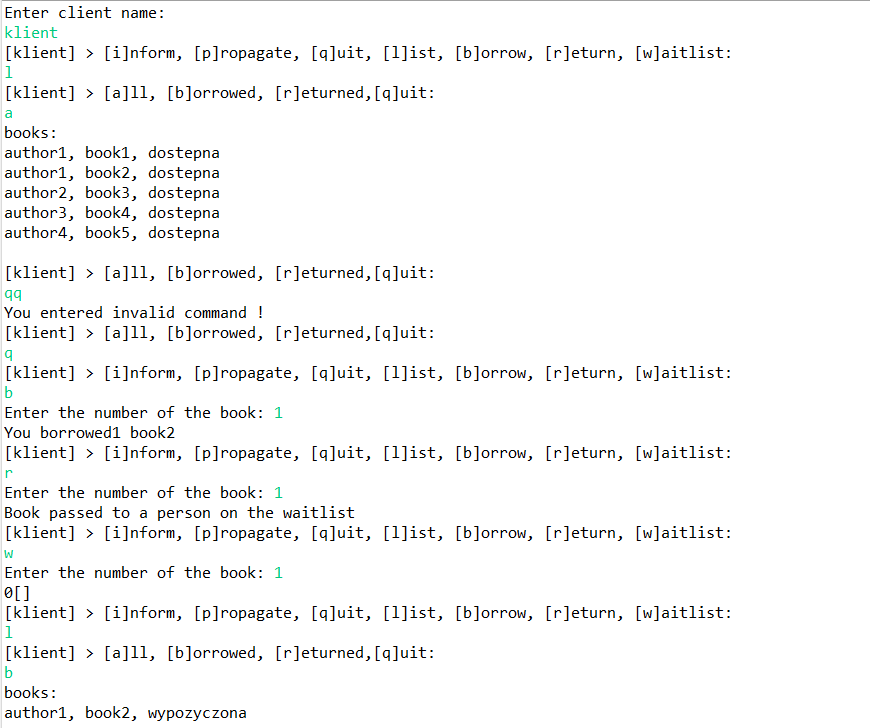 Enter client name:
klient
[klient] > [i]nform, [p]ropagate, [q]uit, [l]ist, [b]orrow, [r]eturn, [w]aitlist:
l
[klient] > [a]ll, [b]orrowed, [r]eturned,[q]uit:
a
books:
author1, book1, dostepna
author1, book2, dostepna
author2, book3, dostepna
author3, book4, dostepna
author4, book5, dostepna
[klient] > [a]ll, [b]orrowed, [r]eturned,[q]uit:
qq
You entered invalid command !
[klient] > [a]ll, [b]orrowed, [r]eturned,[q]uit:
q
[klient] > [i]nform, [p]ropagate, [q]uit, [l]ist, [b]orrow, [r]eturn, [w]aitlist:
b
Enter the number of the book: 1
You borrowed1 book2
[klient] > [i]nform, [p]ropagate, [q]uit, [l]ist, [b]orrow, [r]eturn, [w]aitlist:
r
Enter the number of the book: 1
Book passed to a person on the waitlist
[klient] > [i]nform, [p]ropagate, [q]uit, [l]ist, [b]orrow, [r]eturn, [w]aitlist:
w
Enter the number of the book: 1
0[]
[klient] > [i]nform, [p]ropagate, [q]uit, [l]ist, [b]orrow, [r]eturn, [w]aitlist:
l
[klient] > [a]ll, [b]orrowed, [r]eturned,[q]uit:
b
books:
author1, book2, wypozyczona